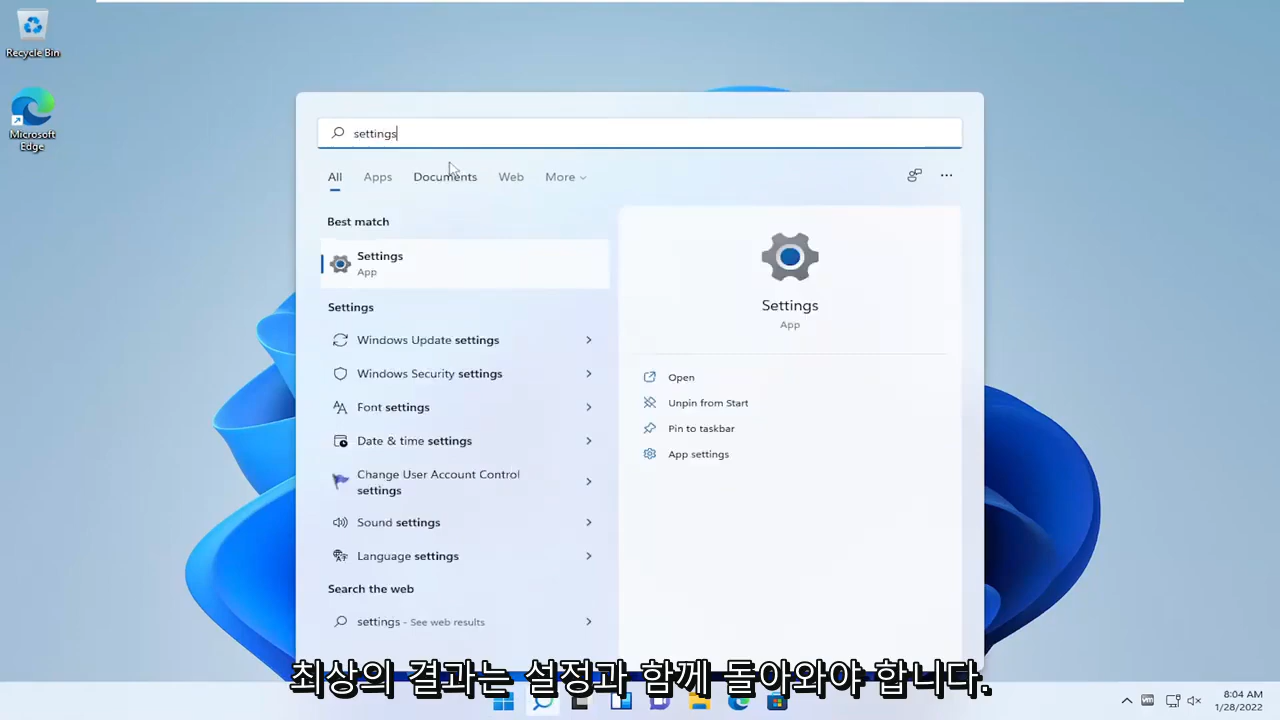 Recycle Bin
Microsoft
Edge
settings
All Apps Documents Web More
Best match
Settings
App
Settings
Windows Update settings
Windows Security settings
Font settings
Date & time settings
Change User Account Control
settings
Sound settings
Language settings
Search the web
settings - See web results
Settings
App
Open
Unpin from Start
Pin to taskbar
App settings
최상의 결과는 설정과 함께 돌아와야 합니다.
8:04 AM
1/28/2022